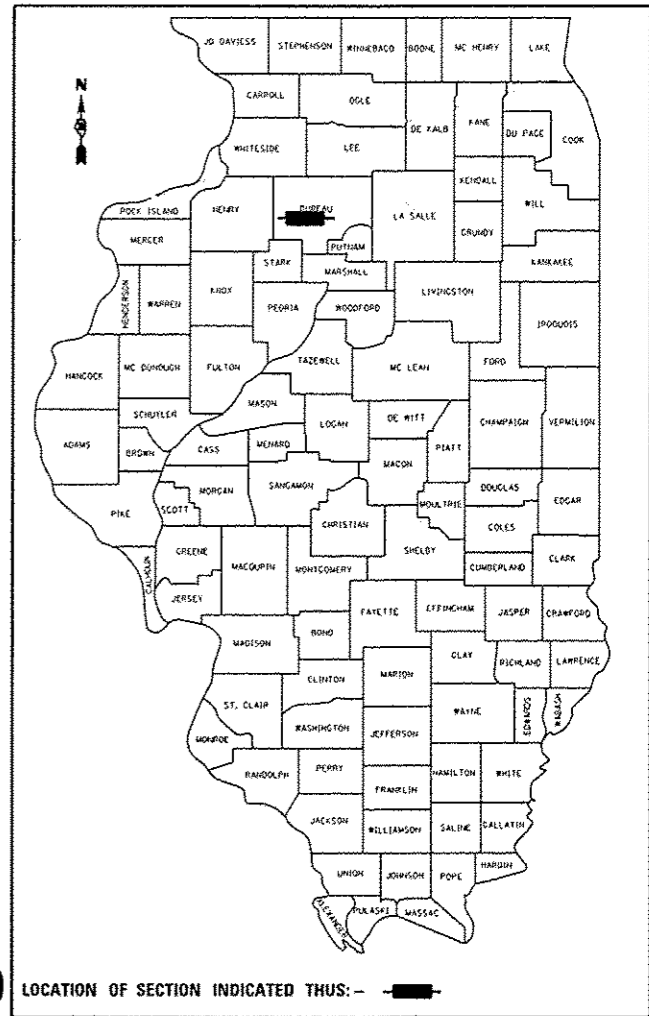 JO DAVIESS STEPHENSON WINNEBAGO BOONE MC HENRY LAKE
N
CARROLL OGLE DE KALB KANE DU PAGE COOK
WHITESIDE LEE
KENDALL
ROCK ISLAND HENRY BUREAU LA SALLE WILL
MERCER PUTNAM GRUNDY
STARK MARSHALL KANKAKEE
HENDERSON WARREN KNOX PEORIA WOODFORD LIVINGSTON
IROQUOIS
HANCOCK MC DONOUGH FULTON TAZEWELL MC LEAN FORD
MASON
SCHUYLER LOGAN DE WITT CHAMPAIGN VERMILION
ADAMS BROWN CASS MENARD PIATT
MACON
MORGAN SANGAMON DOUGLAS EDGAR
PIKE SCOTT CHRISTIAN MOULTRIE
COLES
GREENE SHELBY
CALHOUN MACOUPIN MONTGOMERY CUMBERLAND CLARK
JERSEY
FAYETTE EFFINGHAM JASPER CRAWFORD
MADISON BOND
CLAY RICHLAND LAWRENCE
CLINTON MARION
ST. CLAIR WAYNE EDWARDS WABASH
WASHINGTON JEFFERSON
MONROE
RANDOLPH PERRY HAMILTON WHITE
FRANKLIN
JACKSON WILLIAMSON SALINE GALLATIN
HARDIN
UNION JOHNSON POPE
ALEXANDER PULASKI MASSAC
LOCATION OF SECTION INDICATED THUS: -